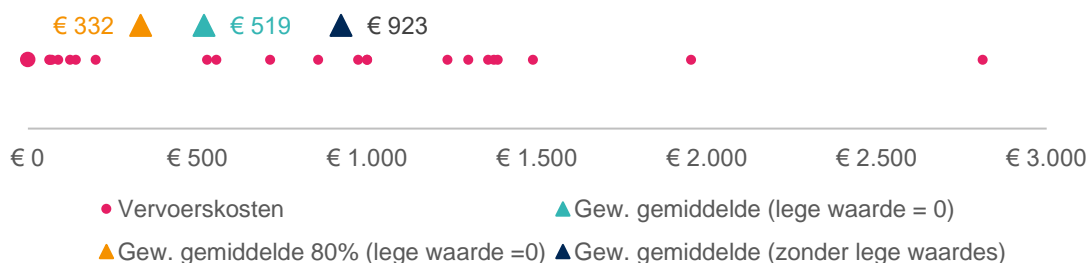 € 332 € 519 € 923
€ 0 € 500 € 1.000 € 1.500 € 2.000 € 2.500 € 3.000
Vervoerskosten Gew. gemiddelde (lege waarde = 0)
Gew. gemiddelde 80% (lege waarde =0) Gew. gemiddelde (zonder lege waardes)